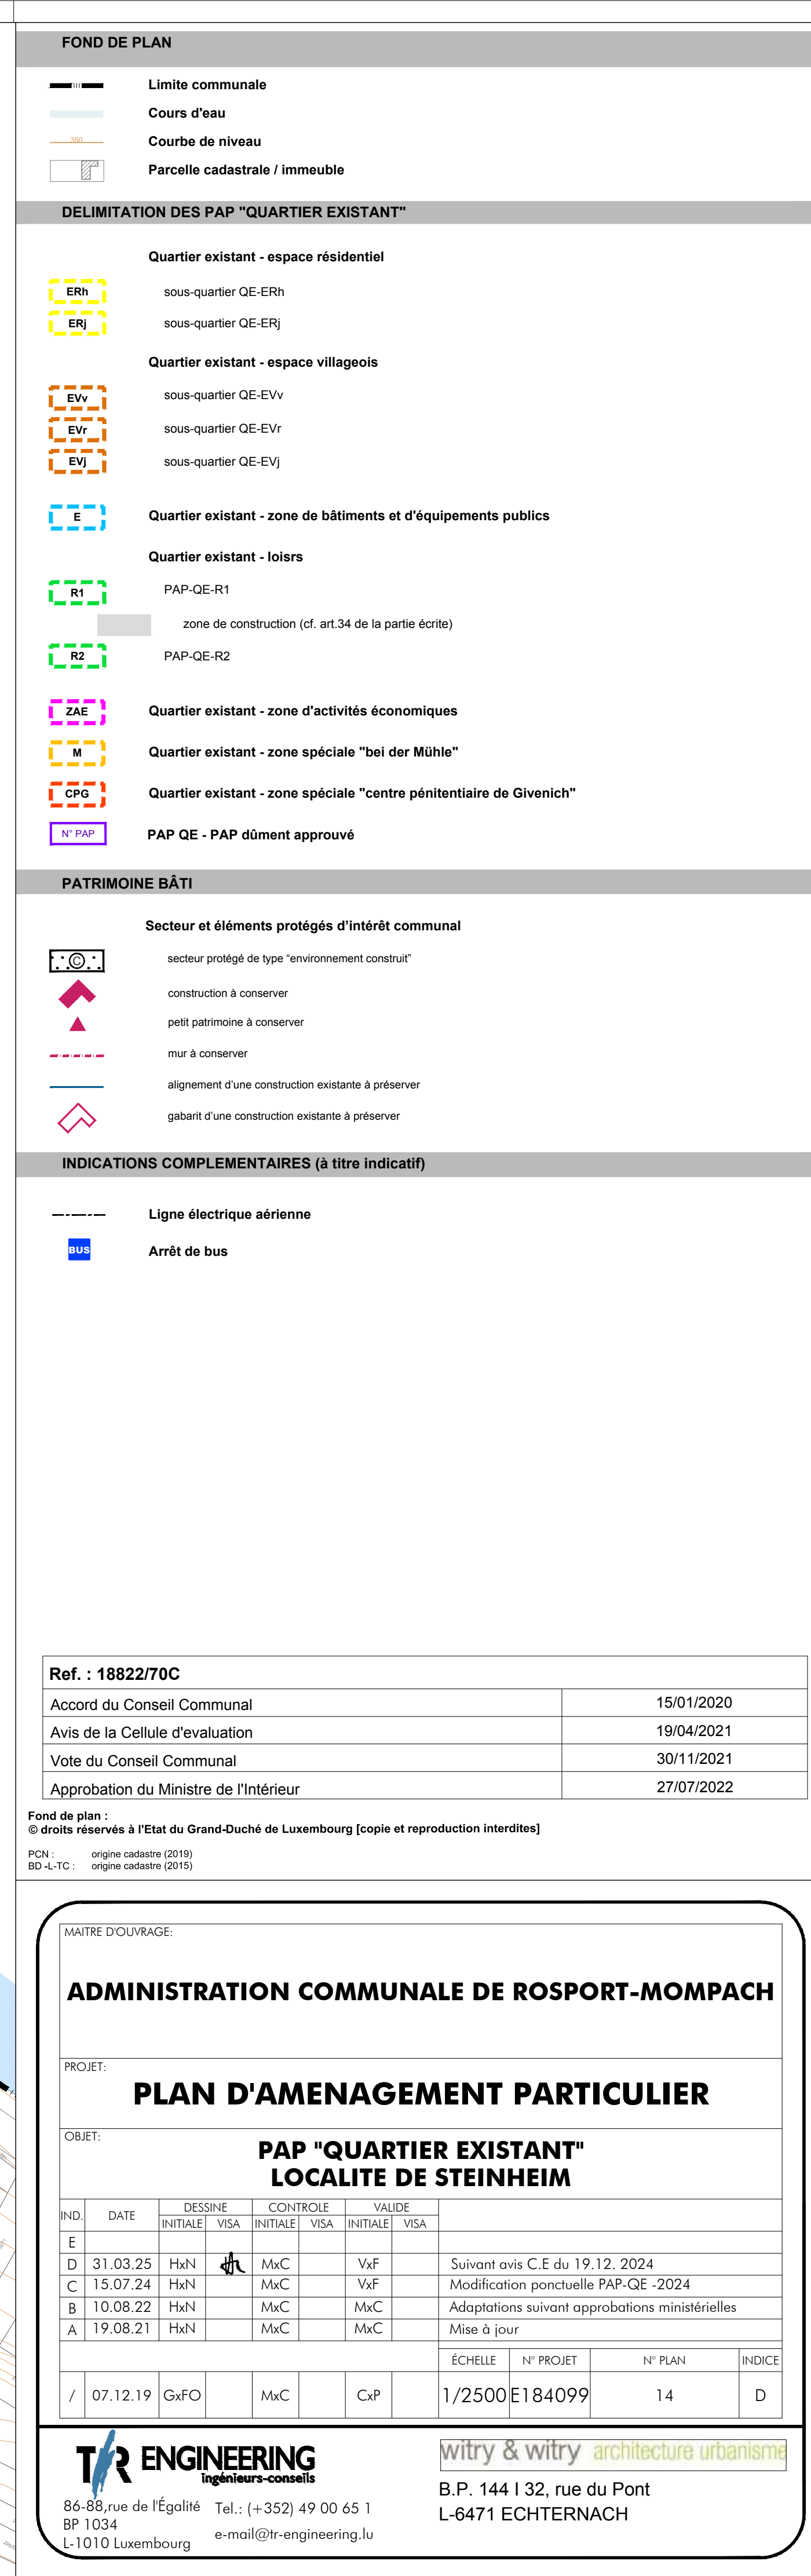 FOND DE PLAN
Limite communale
Cours d'eau
350
Courbe de niveau
Parcelle cadastrale / immeuble
DELIMITATION DES PAP "QUARTIER EXISTANT"
Quartier existant - espace résidentiel
ERh sous-quartier QE-ERh
ERj sous-quartier QE-ERj
Quartier existant - espace villageois
EVv sous-quartier QE-EVv
EVr sous-quartier QE-EVr
EVj sous-quartier QE-EVj
E Quartier existant - zone de bâtiments et d'équipements publics
Quartier existant - loisrs
R1 PAP-QE-R1
zone de construction (cf. art.34 de la partie écrite)
R2 PAP-QE-R2
ZAE Quartier existant - zone d'activités économiques
M Quartier existant - zone spéciale "bei der Mühle"
CPG Quartier existant - zone spéciale "centre pénitentiaire de Givenich"
N° PAP PAP QE - PAP dûment approuvé
PATRIMOINE BÂTI
Secteur et éléments protégés d’intérêt communal
C secteur protégé de type “environnement construit”
construction à conserver
petit patrimoine à conserver
mur à conserver
alignement d’une construction existante à préserver
gabarit d’une construction existante à préserver
INDICATIONS COMPLEMENTAIRES (à titre indicatif)
Ligne électrique aérienne
BUS Arrêt de bus
Ref. : 18822/70C
Accord du Conseil Communal 15/01/2020
Avis de la Cellule d'evaluation 19/04/2021
Vote du Conseil Communal 30/11/2021
Approbation du Ministre de l'Intérieur 27/07/2022
Fond de plan :
© droits réservés à l'Etat du Grand-Duché de Luxembourg [copie et reproduction interdites]
PCN : origine cadastre (2019)
BD -L-TC : origine cadastre (2015)
MAITRE D'OUVRAGE:
ADMINISTRATION COMMUNALE DE ROSPORT-MOMPACH
PROJET:
PLAN D'AMENAGEMENT PARTICULIER
OBJET:
PAP "QUARTIER EXISTANT"
LOCALITE DE STEINHEIM
IND. DATE DESSINE CONTROLE VALIDE
INITIALE VISA INITIALE VISA INITIALE VISA
E
D 31.03.25 HxN MxC VxF Suivant avis C.E du 19.12. 2024
C 15.07.24 HxN MxC VxF Modification ponctuelle PAP-QE -2024
B 10.08.22 HxN MxC MxC Adaptations suivant approbations ministérielles
A 19.08.21 HxN MxC MxC Mise à jour
ÉCHELLE N° PROJET N° PLAN INDICE
/ 07.12.19 GxFO MxC CxP 1/2500 E184099 14 D
TR ENGINEERING
ingénieurs-conseils
86-88,rue de l'Égalité
BP 1034
L-1010 Luxembourg
Tel.: (+352) 49 00 65 1
e-mail@tr-engineering.lu
witry & witry architecture urbanisme
B.P. 144 I 32, rue du Pont
L-6471 ECHTERNACH